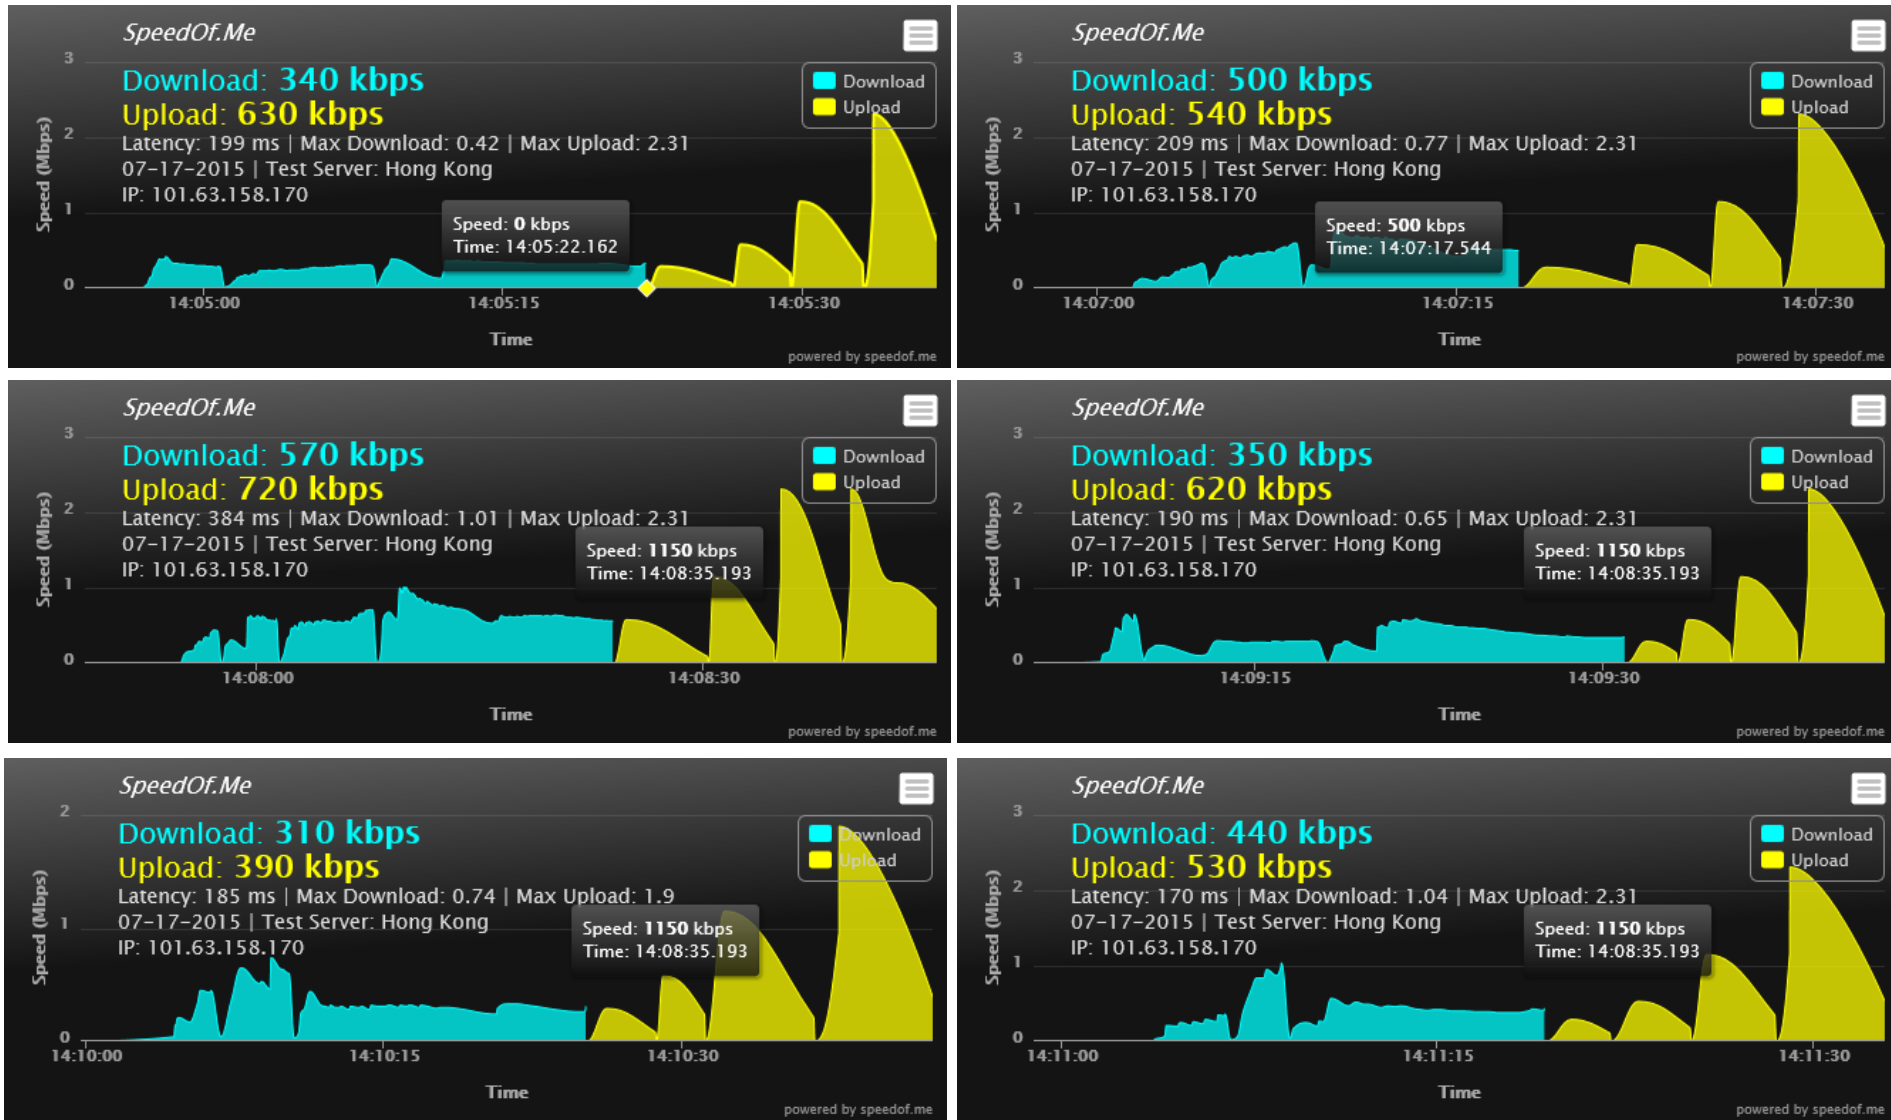 SpeedOf.Me
Download: 340 kbps
Upload: 630 kbps
Latency: 199 ms | Max Download: 0.42 | Max Upload: 2.31
07-17-2015 | Test Server: Hong Kong
IP: 101.63.158.170
Download
Upload
Speed: 0 kbps
Time: 14:05:22.162
Speed (Mbps)
3
2
1
0
14:05:00 14:05:15 14:05:30
Time
powered by speedof.me
SpeedOf.Me
Download: 500 kbps
Upload: 540 kbps
Latency: 209 ms | Max Download: 0.77 | Max Upload: 2.31
07-17-2015 | Test Server: Hong Kong
IP: 101.63.158.170
Download
Upload
Speed: 500 kbps
Time: 14:07:17.544
Speed (Mbps)
3
2
1
0
14:07:00 14:07:15 14:07:30
Time
powered by speedof.me
SpeedOf.Me
Download: 570 kbps
Upload: 720 kbps
Latency: 384 ms | Max Download: 1.01 | Max Upload: 2.31
07-17-2015 | Test Server: Hong Kong
IP: 101.63.158.170
Download
Upload
Speed: 1150 kbps
Time: 14:08:35.193
Speed (Mbps)
3
2
1
0
14:08:00 14:08:30
Time
powered by speedof.me
SpeedOf.Me
Download: 350 kbps
Upload: 620 kbps
Latency: 190 ms | Max Download: 0.65 | Max Upload: 2.31
07-17-2015 | Test Server: Hong Kong
IP: 101.63.158.170
Download
Upload
Speed: 1150 kbps
Time: 14:08:35.193
Speed (Mbps)
3
2
1
0
14:09:15 14:09:30
Time
powered by speedof.me
SpeedOf.Me
Download: 310 kbps
Upload: 390 kbps
Latency: 185 ms | Max Download: 0.74 | Max Upload: 1.9
07-17-2015 | Test Server: Hong Kong
IP: 101.63.158.170
Download
Upload
Speed: 1150 kbps
Time: 14:08:35.193
Speed (Mbps)
2
1
0
14:10:00 14:10:15 14:10:30
Time
powered by speedof.me
SpeedOf.Me
Download: 440 kbps
Upload: 530 kbps
Latency: 170 ms | Max Download: 1.04 | Max Upload: 2.31
07-17-2015 | Test Server: Hong Kong
IP: 101.63.158.170
Download
Upload
Speed: 1150 kbps
Time: 14:08:35.193
Speed (Mbps)
3
2
1
0
14:11:00 14:11:15 14:11:30
Time
powered by speedof.me